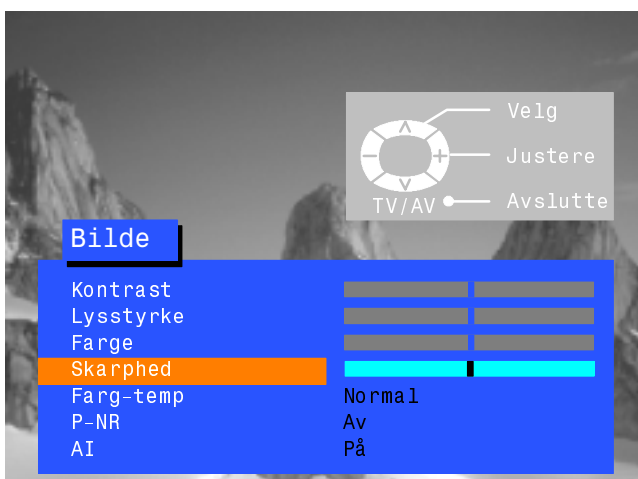 Velg
Justere
TV/AV Avslutte
Bilde
Kontrast
Lysstyrke
Farge
Skarphed
Farg-temp Normal
P-NR Av
AI På